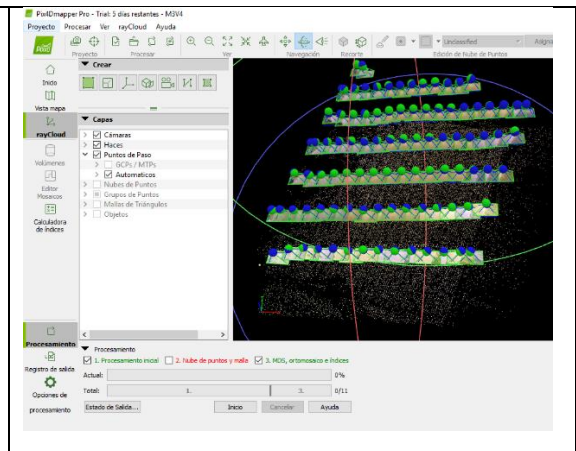 Pix4Dmapper Pro - Trial: 5 días restantes - M3V4
Proyecto Procesar Ver rayCloud Ayuda
Proyecto Procesar Ver Navegación Recorte Edición de Nube de Puntos
Unclassified Asigna
Inicio
Vista mapa
rayCloud
Volúmenes
Editor
Mosaicos
Calculadora
de índices
Crear
Capas
Cámaras
Haces
Puntos de Paso
GCPs / MTPs
Automaticos
Nubes de Puntos
Grupos de Puntos
Mallas de Triángulos
Objetos
Procesamiento
Registro de salida
Opciones de
procesamiento
Procesamiento
1. Procesamiento inicial 2. Nube de puntos y malla 3. MDS, ortomosaico e índices
Actual: 0%
Total: 1. 3. 0/11
Estado de Salida... Inicio Cancelar Ayuda